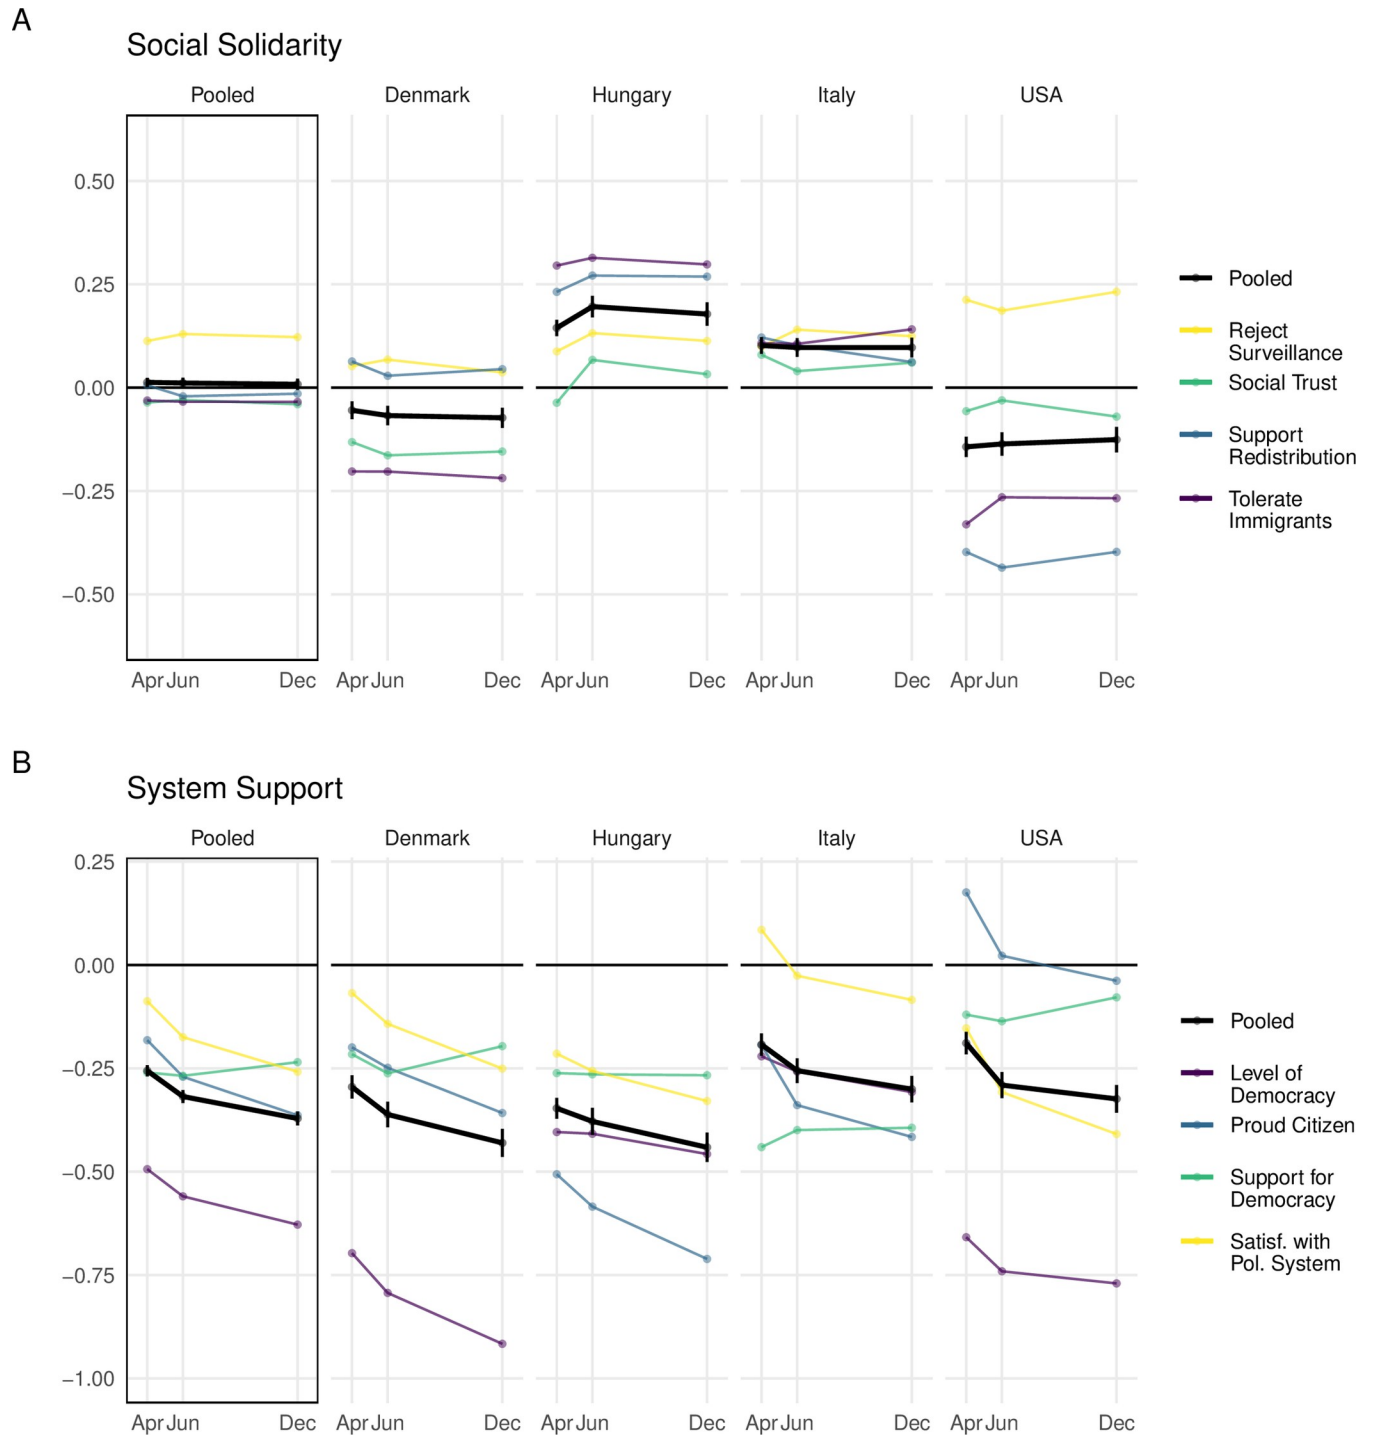 A
Social Solidarity
Pooled Denmark Hungary Italy USA
0.50
0.25
0.00
−0.25
−0.50
Apr Jun Dec Apr Jun Dec Apr Jun Dec Apr Jun Dec Apr Jun Dec
Pooled
Reject
Surveillance
Social Trust
Support
Redistribution
Tolerate
Immigrants
B
System Support
Pooled Denmark Hungary Italy USA
0.25
0.00
−0.25
−0.50
−0.75
−1.00
Apr Jun Dec Apr Jun Dec Apr Jun Dec Apr Jun Dec Apr Jun Dec
Pooled
Level of
Democracy
Proud Citizen
Support for
Democracy
Satisf. with
Pol. System